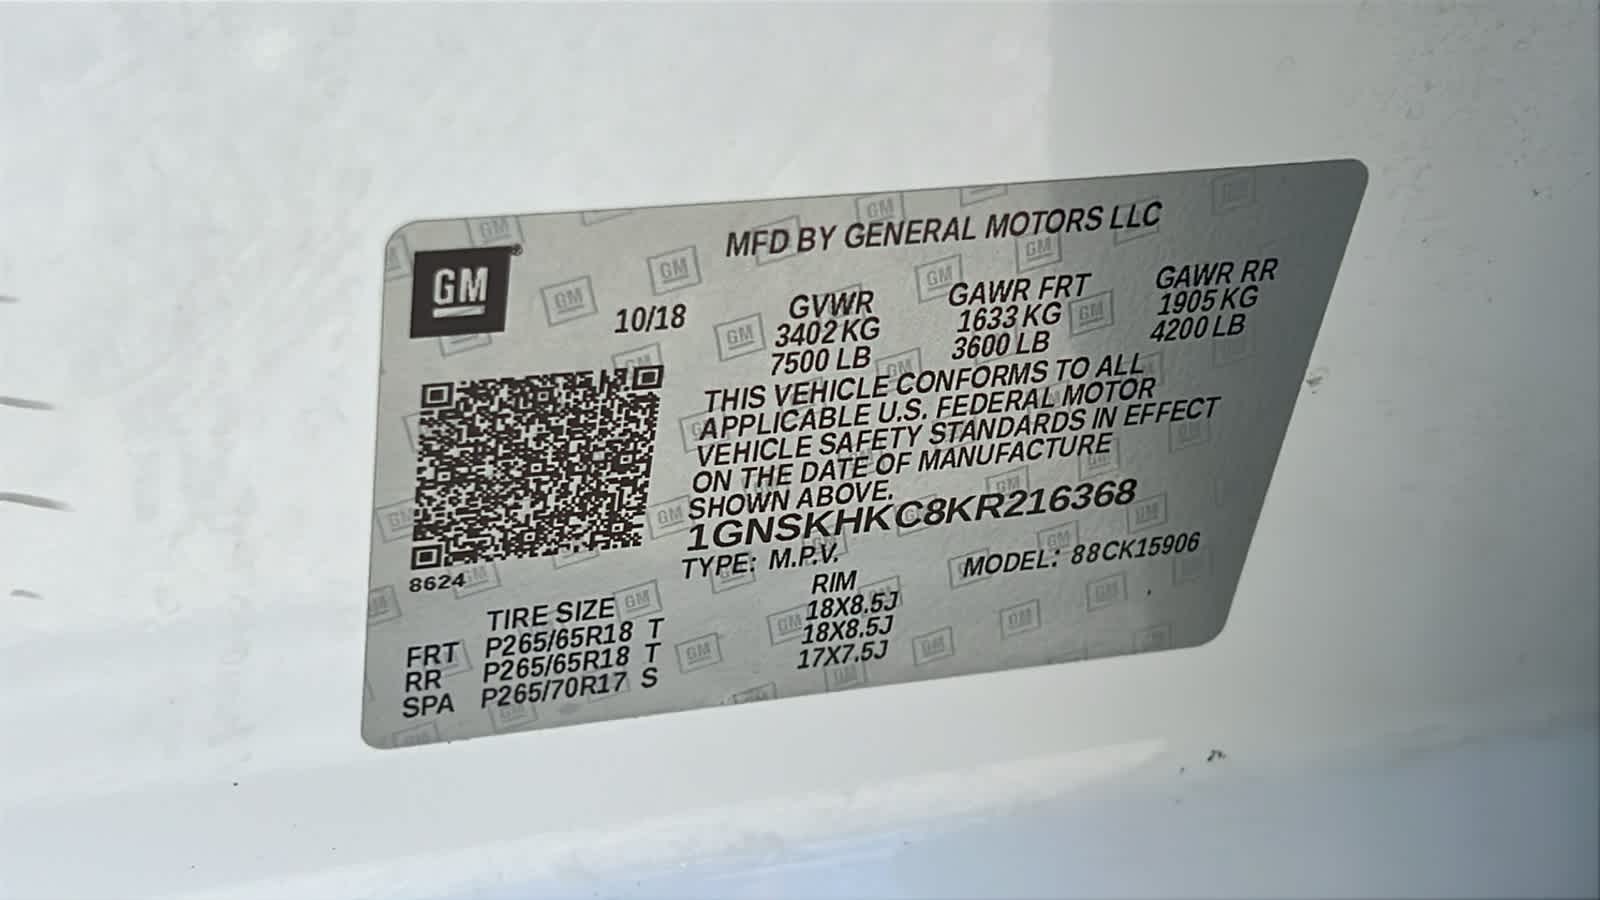 MFD BY GENERAL MOTORS LLC
GM®
10/18
GVWR GAWR FRT GAWR RR
3402 KG 1633 KG 1905 KG
7500 LB 3600 LB 4200 LB
THIS VEHICLE CONFORMS TO ALL
APPLICABLE U.S. FEDERAL MOTOR
VEHICLE SAFETY STANDARDS IN EFFECT
ON THE DATE OF MANUFACTURE
SHOWN ABOVE.
1GNSKHKC8KR216368
TYPE: M.P.V. MODEL: 88CK15906
8624
TIRE SIZE RIM
FRT P265/65R18 T 18X8.5J
RR P265/65R18 T 18X8.5J
SPA P265/70R17 S 17X7.5J